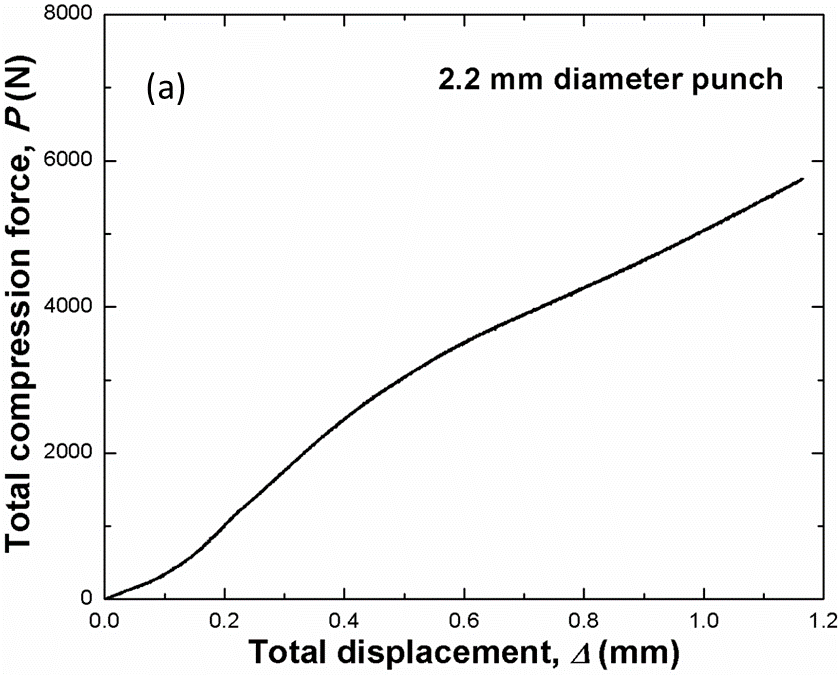 8000
(a)
2.2 mm diameter punch
6000
4000
2000
0
Total compression force, P (N)
0.0 0.2 0.4 0.6 0.8 1.0 1.2
Total displacement, Δ (mm)